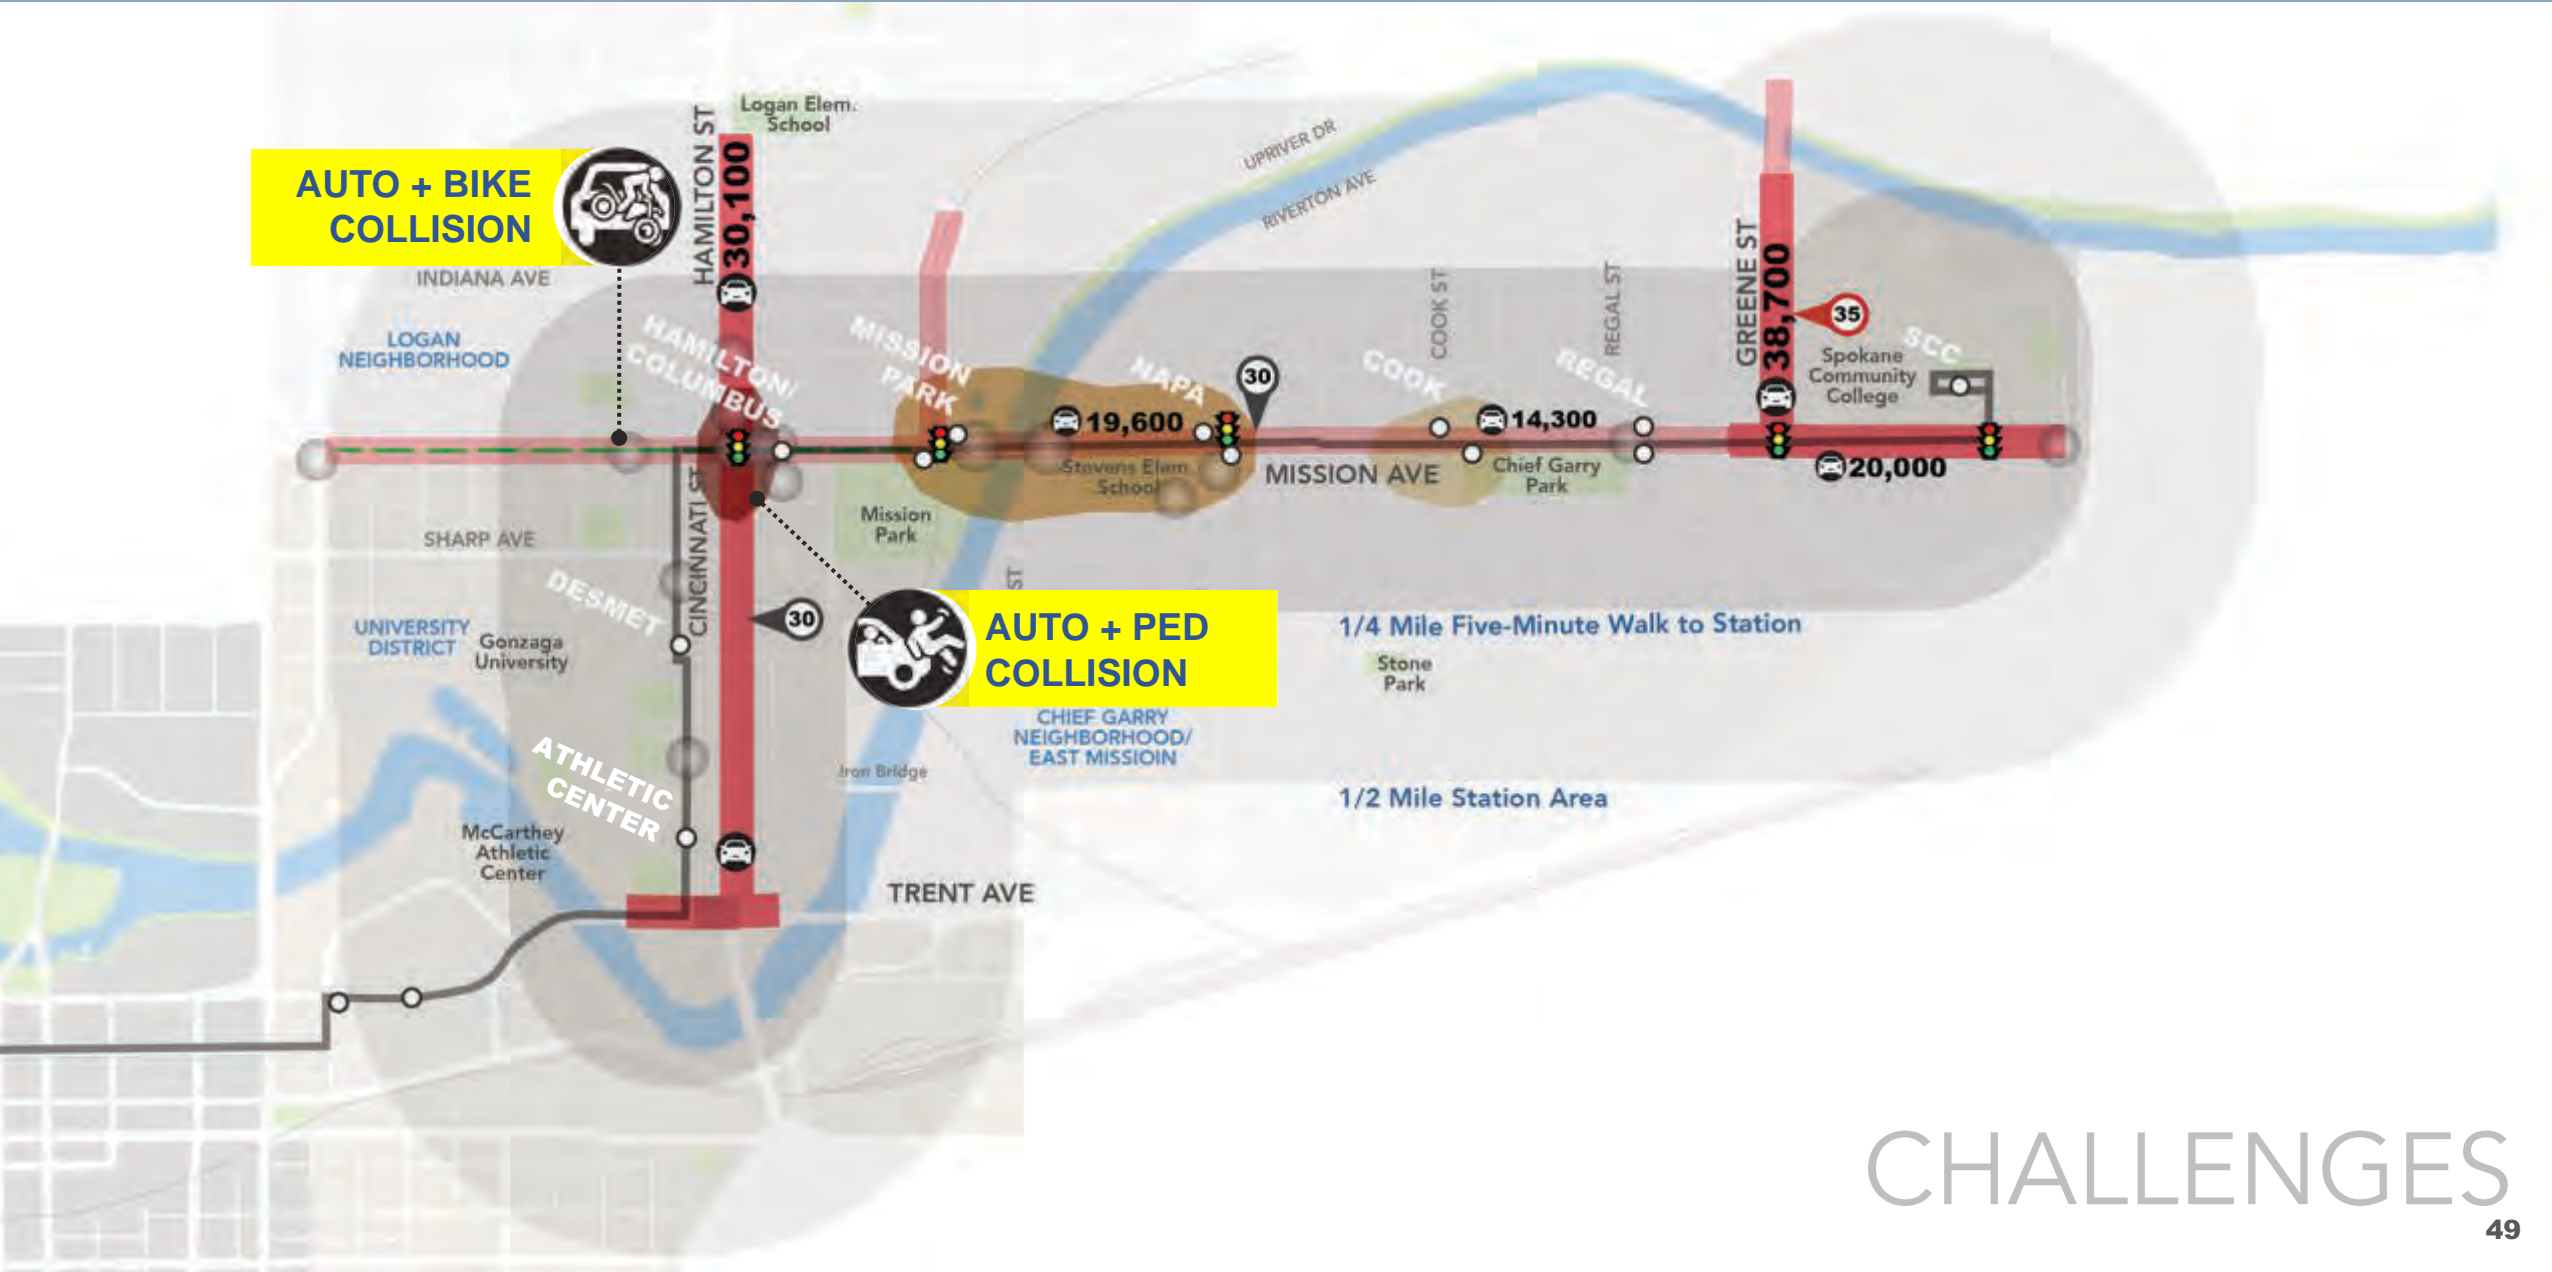 Logan Elem.
School
HAMILTON ST
30,100
AUTO + BIKE
COLLISION
INDIANA AVE
UPRIVER DR
RIVERTON AVE
LOGAN
NEIGHBORHOOD
HAMILTON/
COLUMBUS
MISSION
PARK
NAPA
30
COOK
COOK ST
REGAL
REGAL ST
GREENE ST
38,700
35
SCC
Spokane
Community
College
19,600
14,300
20,000
Stevens Elem.
School
MISSION AVE
Chief Garry
Park
Mission
Park
SHARP AVE
CINCINNATI ST
DESMET
ST
30
UNIVERSITY
DISTRICT
Gonzaga
University
AUTO + PED
COLLISION
1/4 Mile Five-Minute Walk to Station
Stone
Park
CHIEF GARRY
NEIGHBORHOOD/
EAST MISSIOIN
Iron Bridge
ATHLETIC
CENTER
1/2 Mile Station Area
McCarthey
Athletic
Center
TRENT AVE
CHALLENGES
49